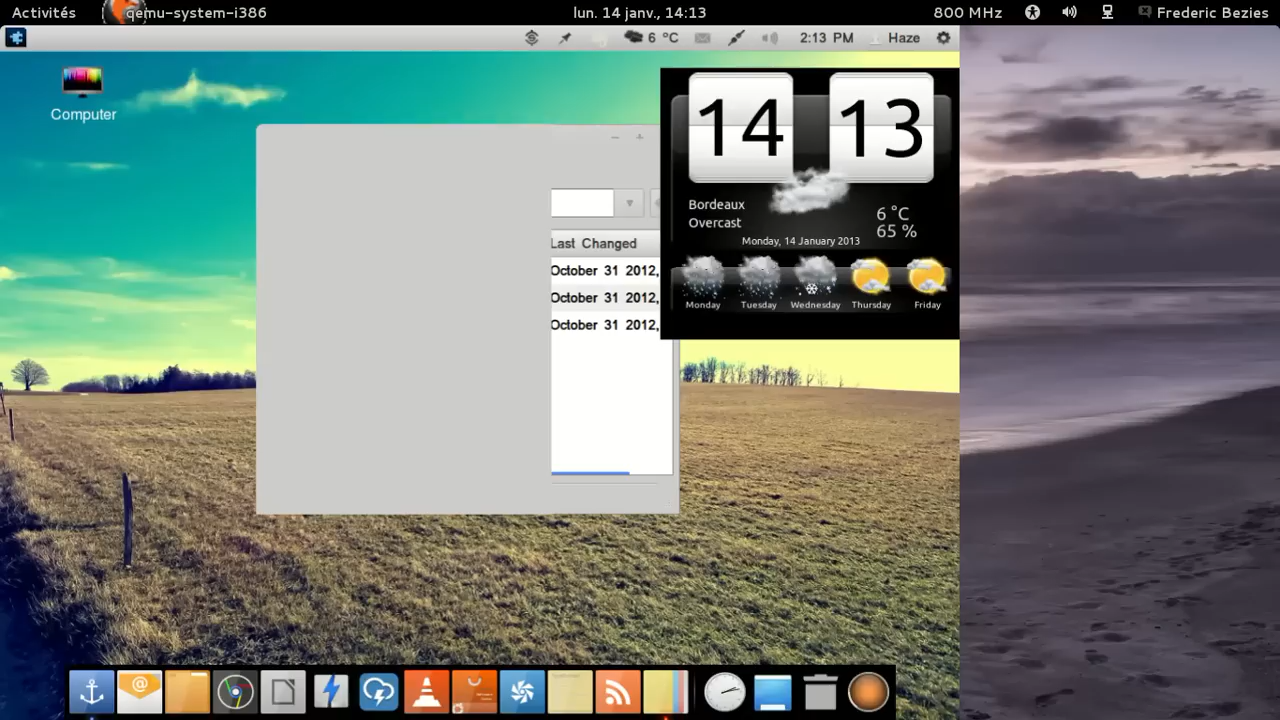 Activités qemu-system-i386 lun. 14 janv., 14:13 800 MHz Frederic Bezies
6 °C 2:13 PM Haze
Computer
Last Changed
October 31 2012,
October 31 2012,
October 31 2012,
14 13
Bordeaux
Overcast
6 °C
65 %
Monday, 14 January 2013
Monday Tuesday Wednesday Thursday Friday
@